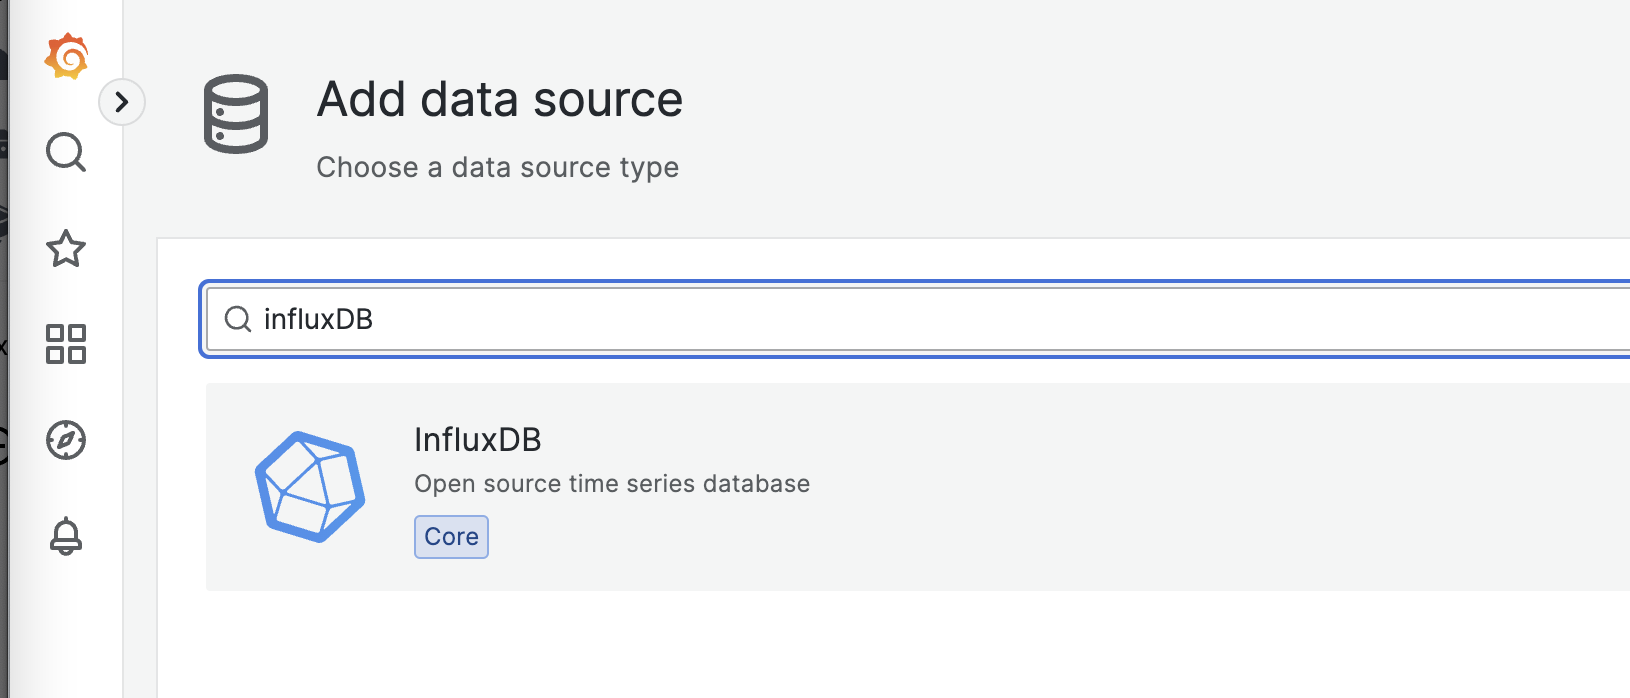 Add data source
Choose a data source type
influxDB
InfluxDB
Open source time series database
Core